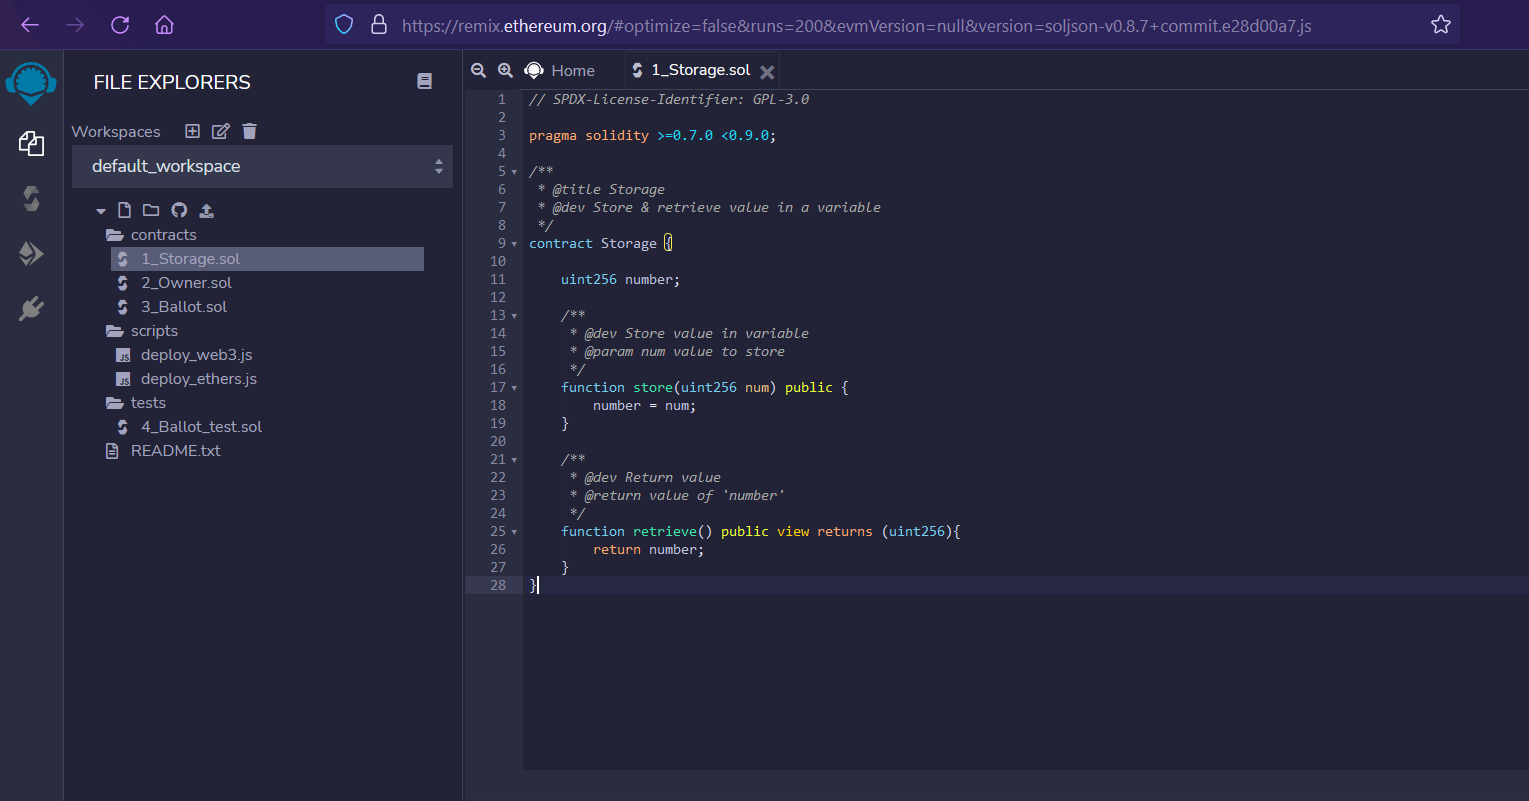 https://remix.ethereum.org/#optimize=false&runs=200&evmVersion=null&version=soljson-v0.8.7+commit.e28d00a7.js
FILE EXPLORERS
Workspaces
default_workspace
contracts
1_Storage.sol
2_Owner.sol
3_Ballot.sol
scripts
JS deploy_web3.js
JS deploy_ethers.js
tests
4_Ballot_test.sol
README.txt
Home
1_Storage.sol
1 // SPDX-License-Identifier: GPL-3.0
2
3 pragma solidity >=0.7.0 <0.9.0;
4
5 /**
6  * @title Storage
7  * @dev Store & retrieve value in a variable
8  */
9 contract Storage {
10
11     uint256 number;
12
13     /**
14      * @dev Store value in variable
15      * @param num value to store
16      */
17     function store(uint256 num) public {
18         number = num;
19     }
20
21     /**
22      * @dev Return value
23      * @return value of 'number'
24      */
25     function retrieve() public view returns (uint256){
26         return number;
27     }
28 }